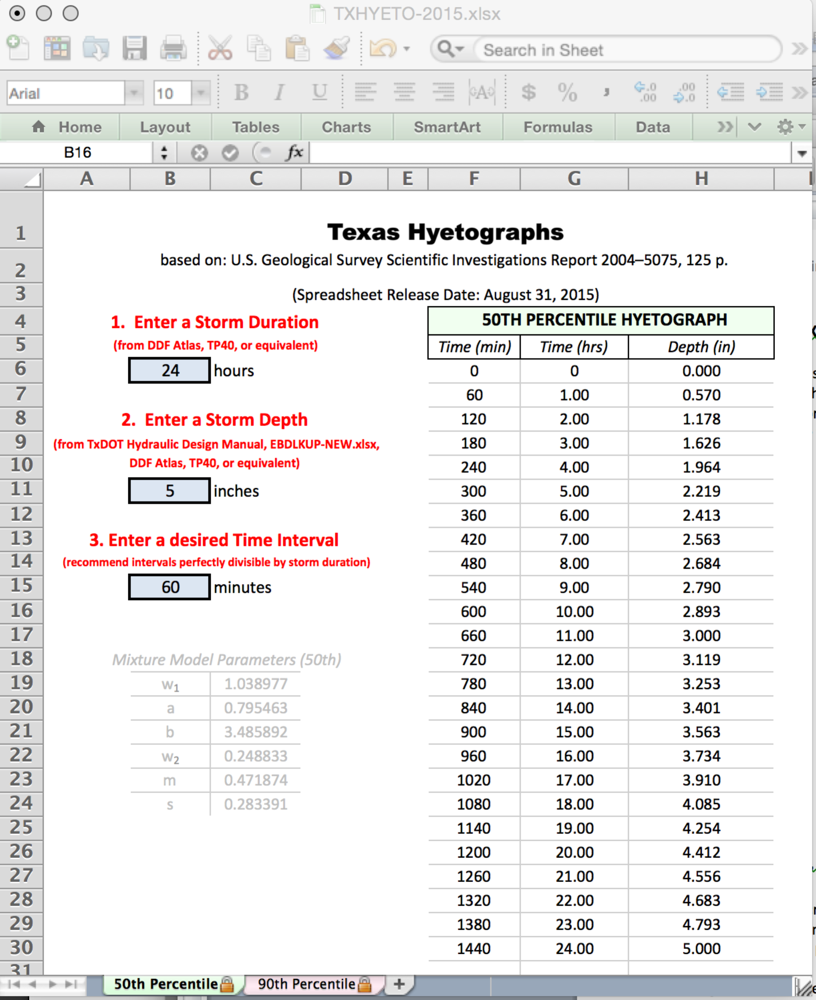 TXHYETO-2015.xlsx
Search in Sheet
Arial 10 B I U A $ % , .0 .00 .00 .0
Home Layout Tables Charts SmartArt Formulas Data
B16 fx
A B C D E F G H
1 Texas Hyetographs
2 based on: U.S. Geological Survey Scientific Investigations Report 2004–5075, 125 p.
3 (Spreadsheet Release Date: August 31, 2015)
4 1. Enter a Storm Duration 50TH PERCENTILE HYETOGRAPH
5 (from DDF Atlas, TP40, or equivalent) Time (min) Time (hrs) Depth (in)
6 24 hours 0 0 0.000
7 60 1.00 0.570
8 2. Enter a Storm Depth 120 2.00 1.178
9 (from TxDOT Hydraulic Design Manual, EBDLKUP-NEW.xlsx, 180 3.00 1.626
10 DDF Atlas, TP40, or equivalent) 240 4.00 1.964
11 5 inches 300 5.00 2.219
12 360 6.00 2.413
13 3. Enter a desired Time Interval 420 7.00 2.563
14 (recommend intervals perfectly divisible by storm duration) 480 8.00 2.684
15 60 minutes 540 9.00 2.790
16 600 10.00 2.893
17 660 11.00 3.000
18 Mixture Model Parameters (50th) 720 12.00 3.119
19 w1 1.038977 780 13.00 3.253
20 a 0.795463 840 14.00 3.401
21 b 3.485892 900 15.00 3.563
22 w2 0.248833 960 16.00 3.734
23 m 0.471874 1020 17.00 3.910
24 s 0.283391 1080 18.00 4.085
25 1140 19.00 4.254
26 1200 20.00 4.412
27 1260 21.00 4.556
28 1320 22.00 4.683
29 1380 23.00 4.793
30 1440 24.00 5.000
31
50th Percentile 90th Percentile